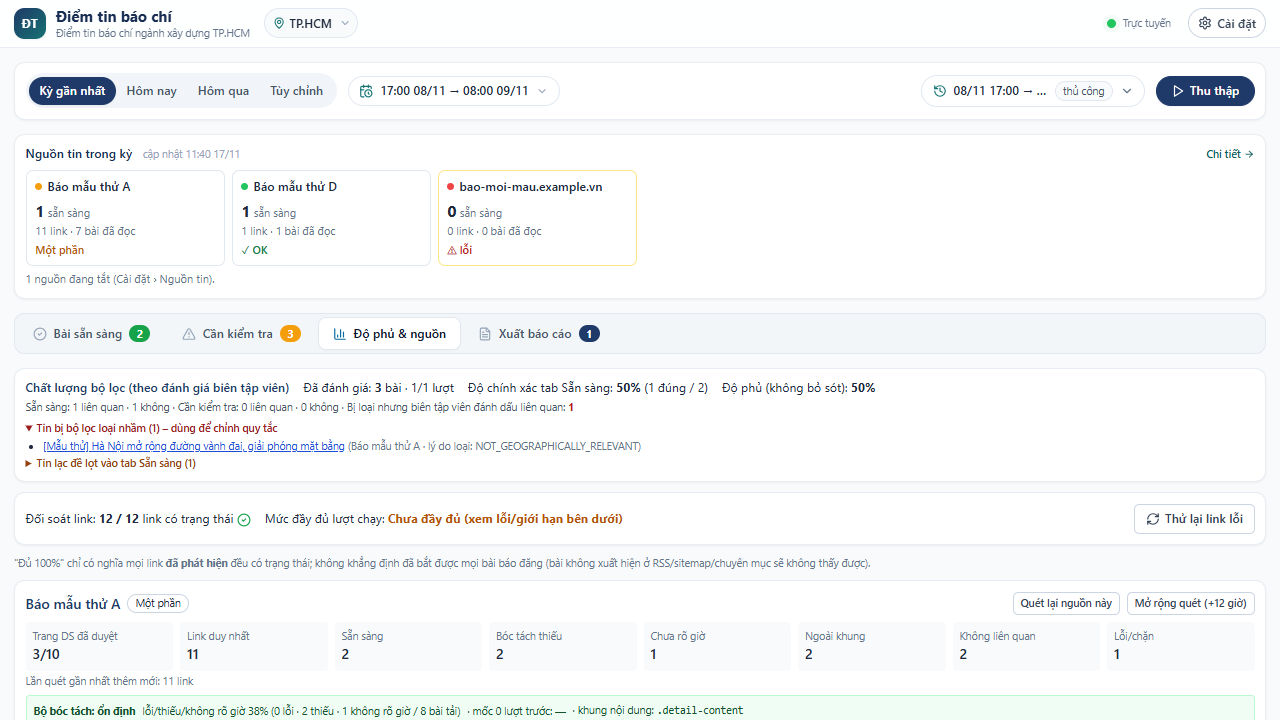 ĐT
Điểm tin báo chí
Điểm tin báo chí ngành xây dựng TP.HCM
TP.HCM
Trực tuyến
Cài đặt
Kỳ gần nhất
Hôm nay
Hôm qua
Tùy chỉnh
17:00 08/11 → 08:00 09/11
08/11 17:00 → ...
thủ công
Thu thập
Nguồn tin trong kỳ
cập nhật 11:40 17/11
Chi tiết →
Báo mẫu thử A
1 sẵn sàng
11 link · 7 bài đã đọc
Một phần
Báo mẫu thử D
1 sẵn sàng
1 link · 1 bài đã đọc
✓ OK
bao-moi-mau.example.vn
0 sẵn sàng
0 link · 0 bài đã đọc
⚠ lỗi
1 nguồn đang tắt (Cài đặt › Nguồn tin).
Bài sẵn sàng 2
Cần kiểm tra 3
Độ phủ & nguồn
Xuất báo cáo 1
Chất lượng bộ lọc (theo đánh giá biên tập viên) Đã đánh giá: 3 bài · 1/1 lượt Độ chính xác tab Sẵn sàng: 50% (1 đúng / 2) Độ phủ (không bỏ sót): 50%
Sẵn sàng: 1 liên quan · 1 không · Cần kiểm tra: 0 liên quan · 0 không · Bị loại nhưng biên tập viên đánh dấu liên quan: 1
▼ Tin bị bộ lọc loại nhầm (1) – dùng để chỉnh quy tắc
• [Mẫu thử] Hà Nội mở rộng đường vành đai, giải phóng mặt bằng (Báo mẫu thử A · lý do loại: NOT_GEOGRAPHICALLY_RELEVANT)
► Tin lạc đề lọt vào tab Sẵn sàng (1)
Đối soát link: 12 / 12 link có trạng thái
Mức đầy đủ lượt chạy: Chưa đầy đủ (xem lỗi/giới hạn bên dưới)
Thử lại link lỗi
"Đủ 100%" chỉ có nghĩa mọi link đã phát hiện đều có trạng thái; không khẳng định đã bắt được mọi bài báo đăng (bài không xuất hiện ở RSS/sitemap/chuyên mục sẽ không thấy được).
Báo mẫu thử A
Một phần
Quét lại nguồn này
Mở rộng quét (+12 giờ)
Trang DS đã duyệt
3/10
Link duy nhất
11
Sẵn sàng
2
Bóc tách thiếu
2
Chưa rõ giờ
1
Ngoài khung
2
Không liên quan
2
Lỗi/chặn
1
Lần quét gần nhất thêm mới: 11 link
Bộ bóc tách: ổn định lỗi/thiếu/không rõ giờ 38% (0 lỗi · 2 thiếu · 1 không rõ giờ / 8 bài tải) · mốc 0 lượt trước: — · khung nội dung: .detail-content